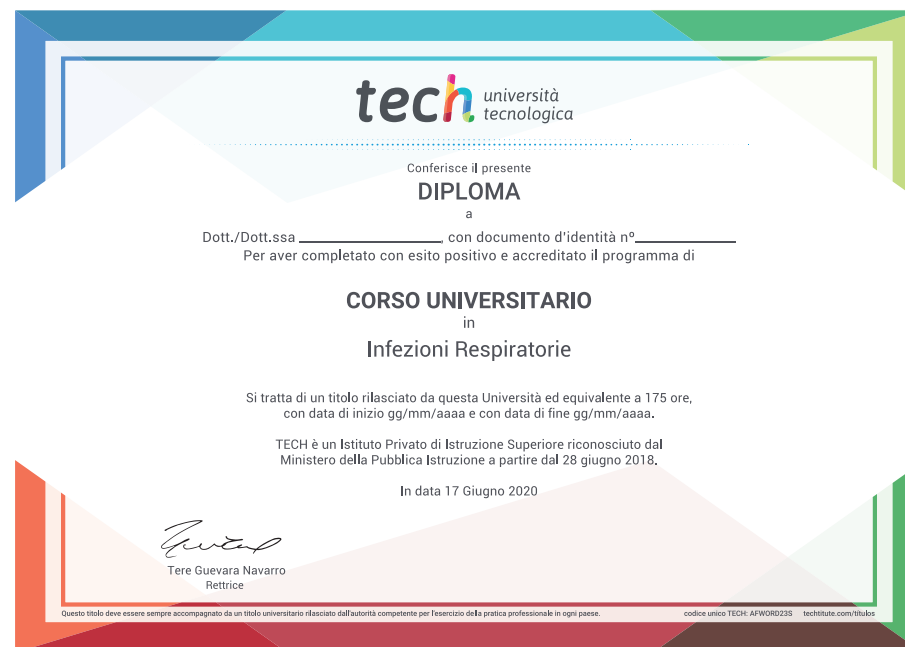 tech università
tecnologica
Conferisce il presente
DIPLOMA
a
Dott./Dott.ssa ____________________, con documento d'identità nº______________
Per aver completato con esito positivo e accreditato il programma di
CORSO UNIVERSITARIO
in
Infezioni Respiratorie
Si tratta di un titolo rilasciato da questa Università ed equivalente a 175 ore,
con data di inizio gg/mm/aaaa e con data di fine gg/mm/aaaa.
TECH è un Istituto Privato di Istruzione Superiore riconosciuto dal
Ministero della Pubblica Istruzione a partire dal 28 giugno 2018.
In data 17 Giugno 2020
Tere Guevara Navarro
Rettrice
Questo titolo deve essere sempre accompagnato da un titolo universitario rilasciato dall'autorità competente per l'esercizio della pratica professionale in ogni paese.
codice unico TECH: AFWORD23S techtitute.com/titulos